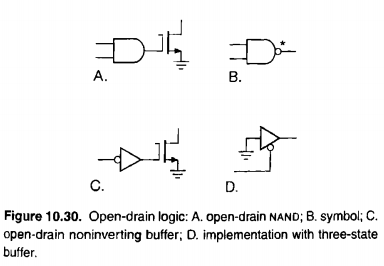 A.
B.
*
C.
D.
Figure 10.30. Open-drain logic: A. open-drain NAND; B. symbol; C.
open-drain noninverting buffer; D. implementation with three-state
buffer.